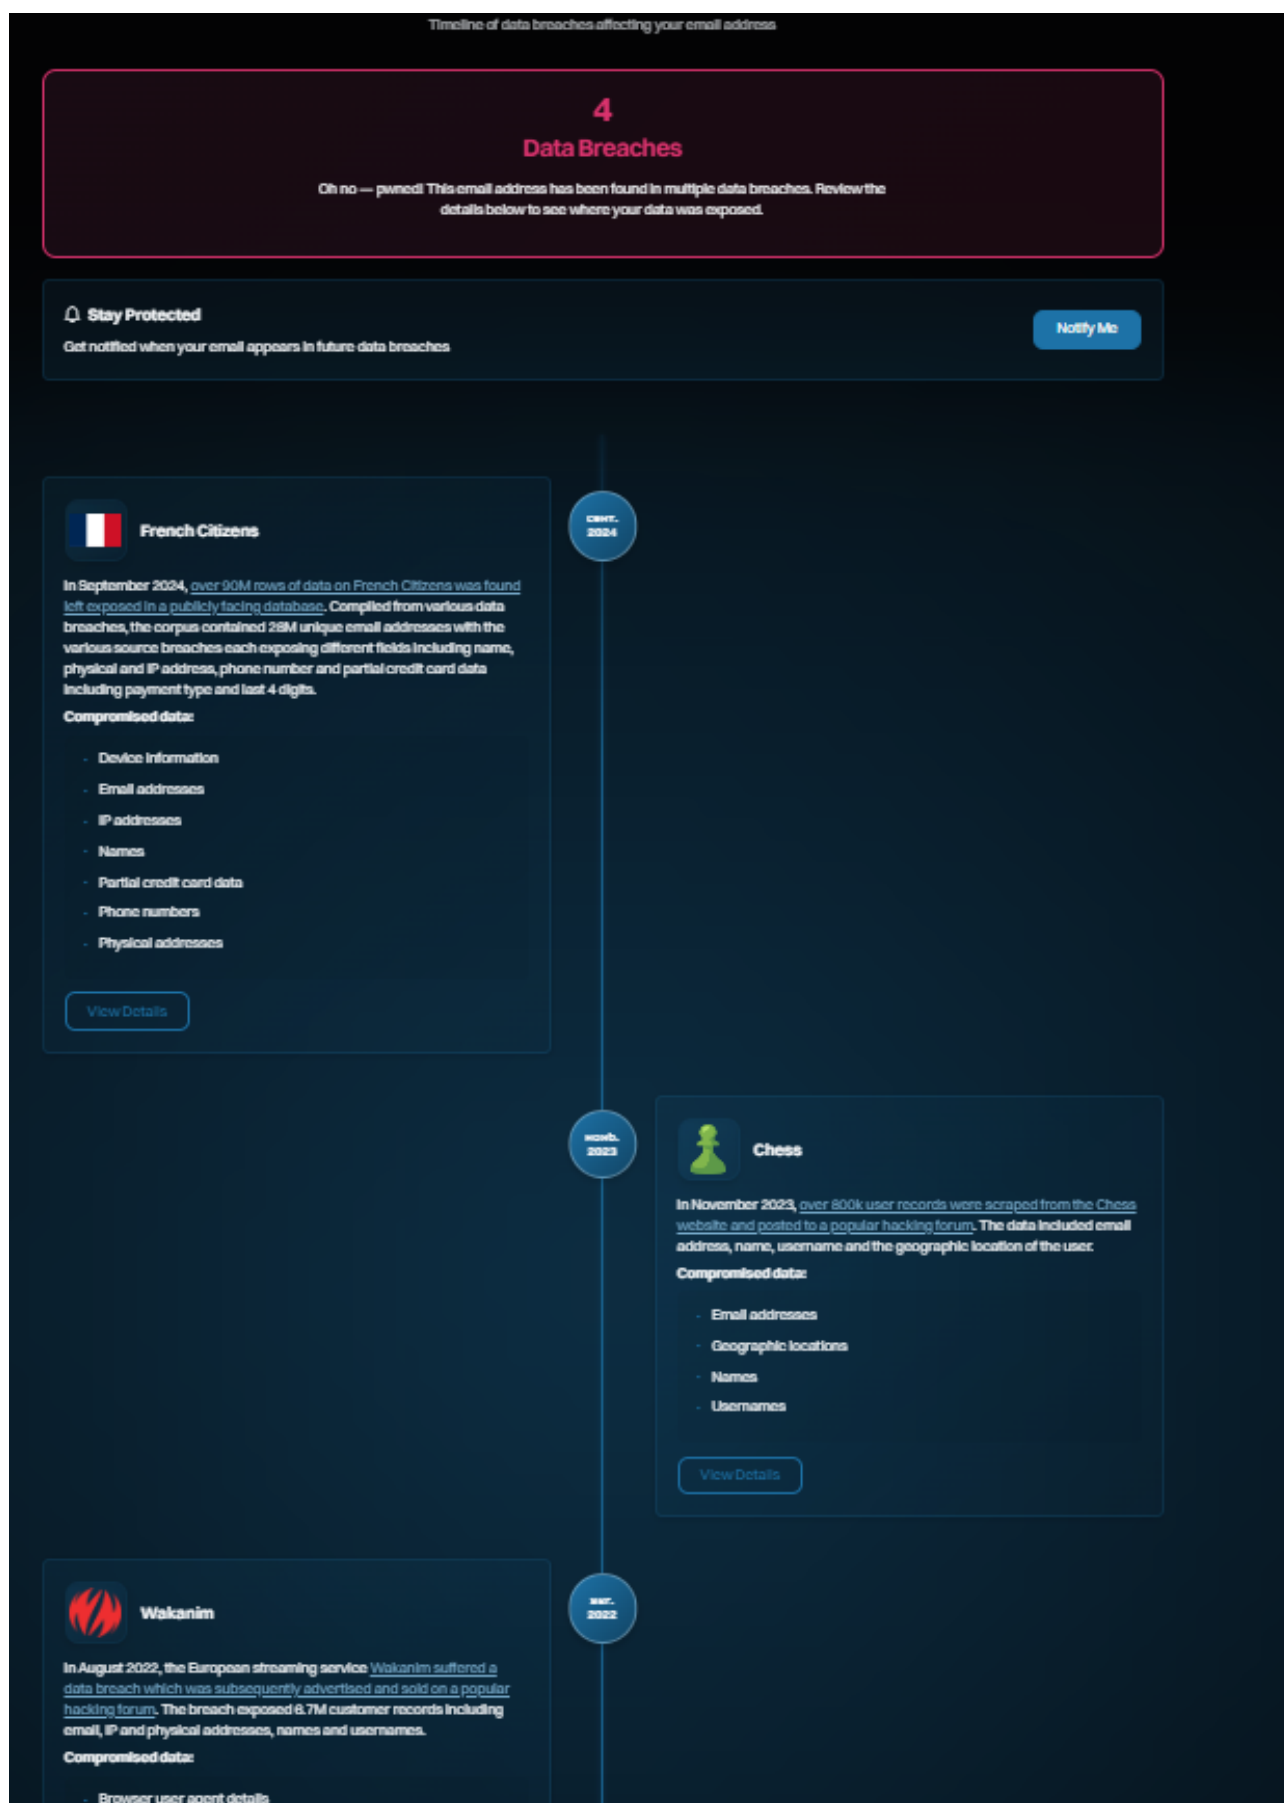 Timeline of data breaches affecting your email address
4
Data Breaches
Oh no — pwned! This email address has been found in multiple data breaches. Review the
details below to see where your data was exposed.
Stay Protected
Get notified when your email appears in future data breaches
Notify Me
2024
French Citizens
In September 2024, over 90M rows of data on French Citizens was found
left exposed in a publicly facing database. Compiled from various data
breaches, the corpus contained 28M unique email addresses with the
various source breaches each exposing different fields including name,
physical and IP address, phone number and partial credit card data
including payment type and last 4 digits.
Compromised data:
- Device information
- Email addresses
- IP addresses
- Names
- Partial credit card data
- Phone numbers
- Physical addresses
View Details
2023
Chess
In November 2023, over 800k user records were scraped from the Chess
website and posted to a popular hacking forum. The data included email
address, name, username and the geographic location of the user.
Compromised data:
- Email addresses
- Geographic locations
- Names
- Usernames
View Details
2022
Wakanim
In August 2022, the European streaming service Wakanim suffered a
data breach which was subsequently advertised and sold on a popular
hacking forum. The breach exposed 6.7M customer records including
email, IP and physical addresses, names and usernames.
Compromised data:
- Browser user agent details